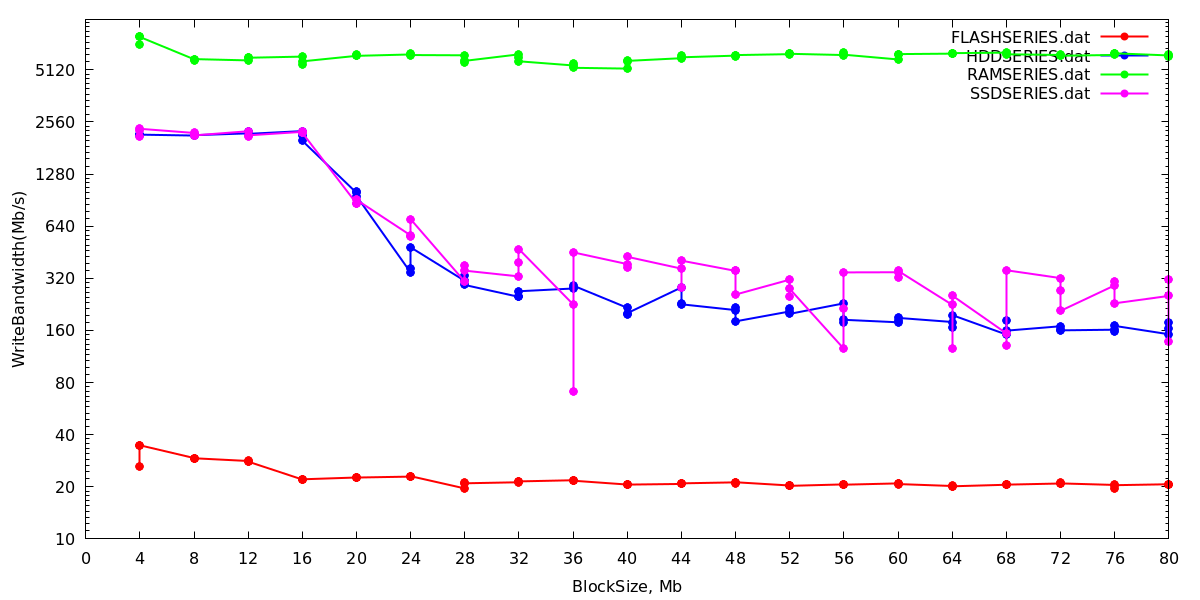 FLASHSERIES.dat
HDDSERIES.dat
RAMSERIES.dat
SSDSERIES.dat
WriteBandwidth(Mb/s)
5120
2560
1280
640
320
160
80
40
20
10
0 4 8 12 16 20 24 28 32 36 40 44 48 52 56 60 64 68 72 76 80
BlockSize, Mb